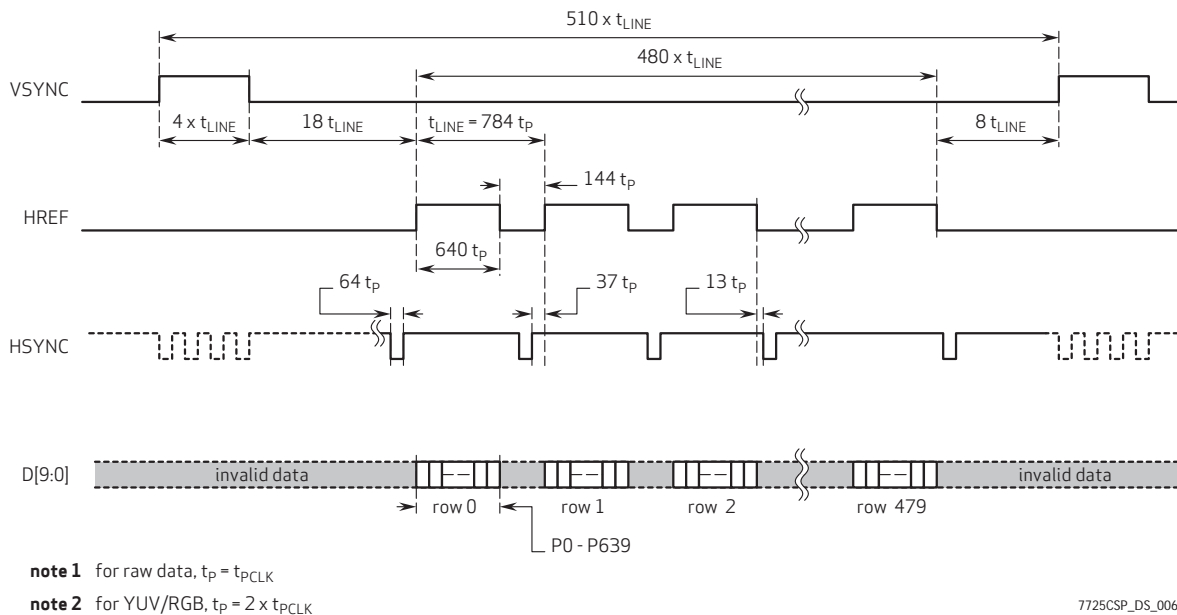 510 x tLINE
480 x tLINE
VSYNC
4 x tLINE
18 tLINE
tLINE = 784 tP
8 tLINE
144 tP
HREF
640 tP
64 tP
37 tP
13 tP
HSYNC
D[9:0]
invalid data
invalid data
row 0
row 1
row 2
row 479
P0 - P639
note 1 for raw data, tP = tPCLK
note 2 for YUV/RGB, tP = 2 x tPCLK
7725CSP_DS_006